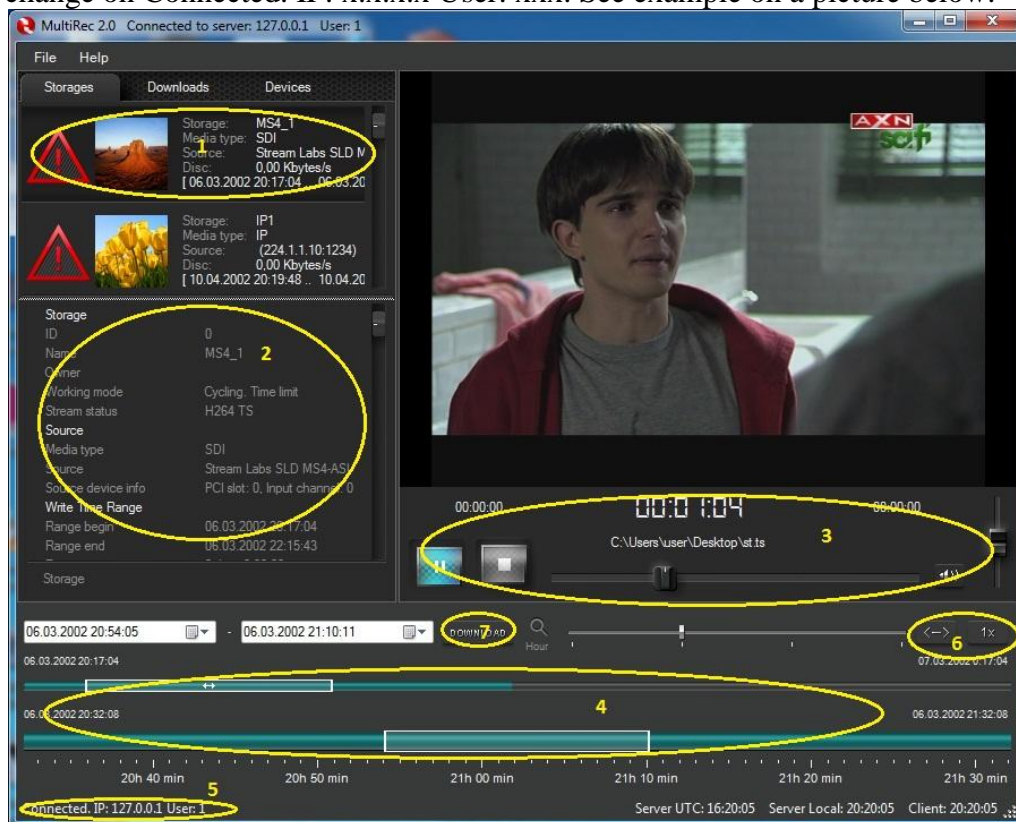 change on Connected. IP: x.x.x.x User: xxx. See example on a picture below:
MultiRec 2.0 Connected to server: 127.0.0.1 User: 1
File Help
Storages Downloads Devices
Storage: MS4_1
Media type: SDI
1
Source: Stream Labs SLD M
Disc: 0,00 Kbytes/s
[ 06.03.2002 20:17:04 .. 06.03.20
Storage: IP1
Media type: IP
Source: (224.1.1.10:1234)
Disc: 0,00 Kbytes/s
[ 10.04.2002 20:19:48 .. 10.04.20
AXN
sci fi
Storage
ID 0
Name MS4_1 2
Owner
Working mode Cycling. Time limit
Stream status H264 TS
Source
Media type SDI
Source Stream Labs SLD MS4-ASI
Source device info PCI slot: 0, Input channel: 0
Write Time Range
Range begin 06.03.2002 20:17:04
Range end 06.03.2002 22:15:43
Storage
00:00:00 00:01:04 00:00:00
C:\Users\user\Desktop\st.ts 3
06.03.2002 20:54:05 - 06.03.2002 21:10:11 DOWNLOAD 7 Hour <--> 6 1x
06.03.2002 20:17:04 07.03.2002 0:17:04
06.03.2002 20:32:08 4 06.03.2002 21:32:08
20h 40 min 20h 50 min 21h 00 min 21h 10 min 21h 20 min 21h 30 min
5
Connected. IP: 127.0.0.1 User: 1 Server UTC: 16:20:05 Server Local: 20:20:05 Client: 20:20:05